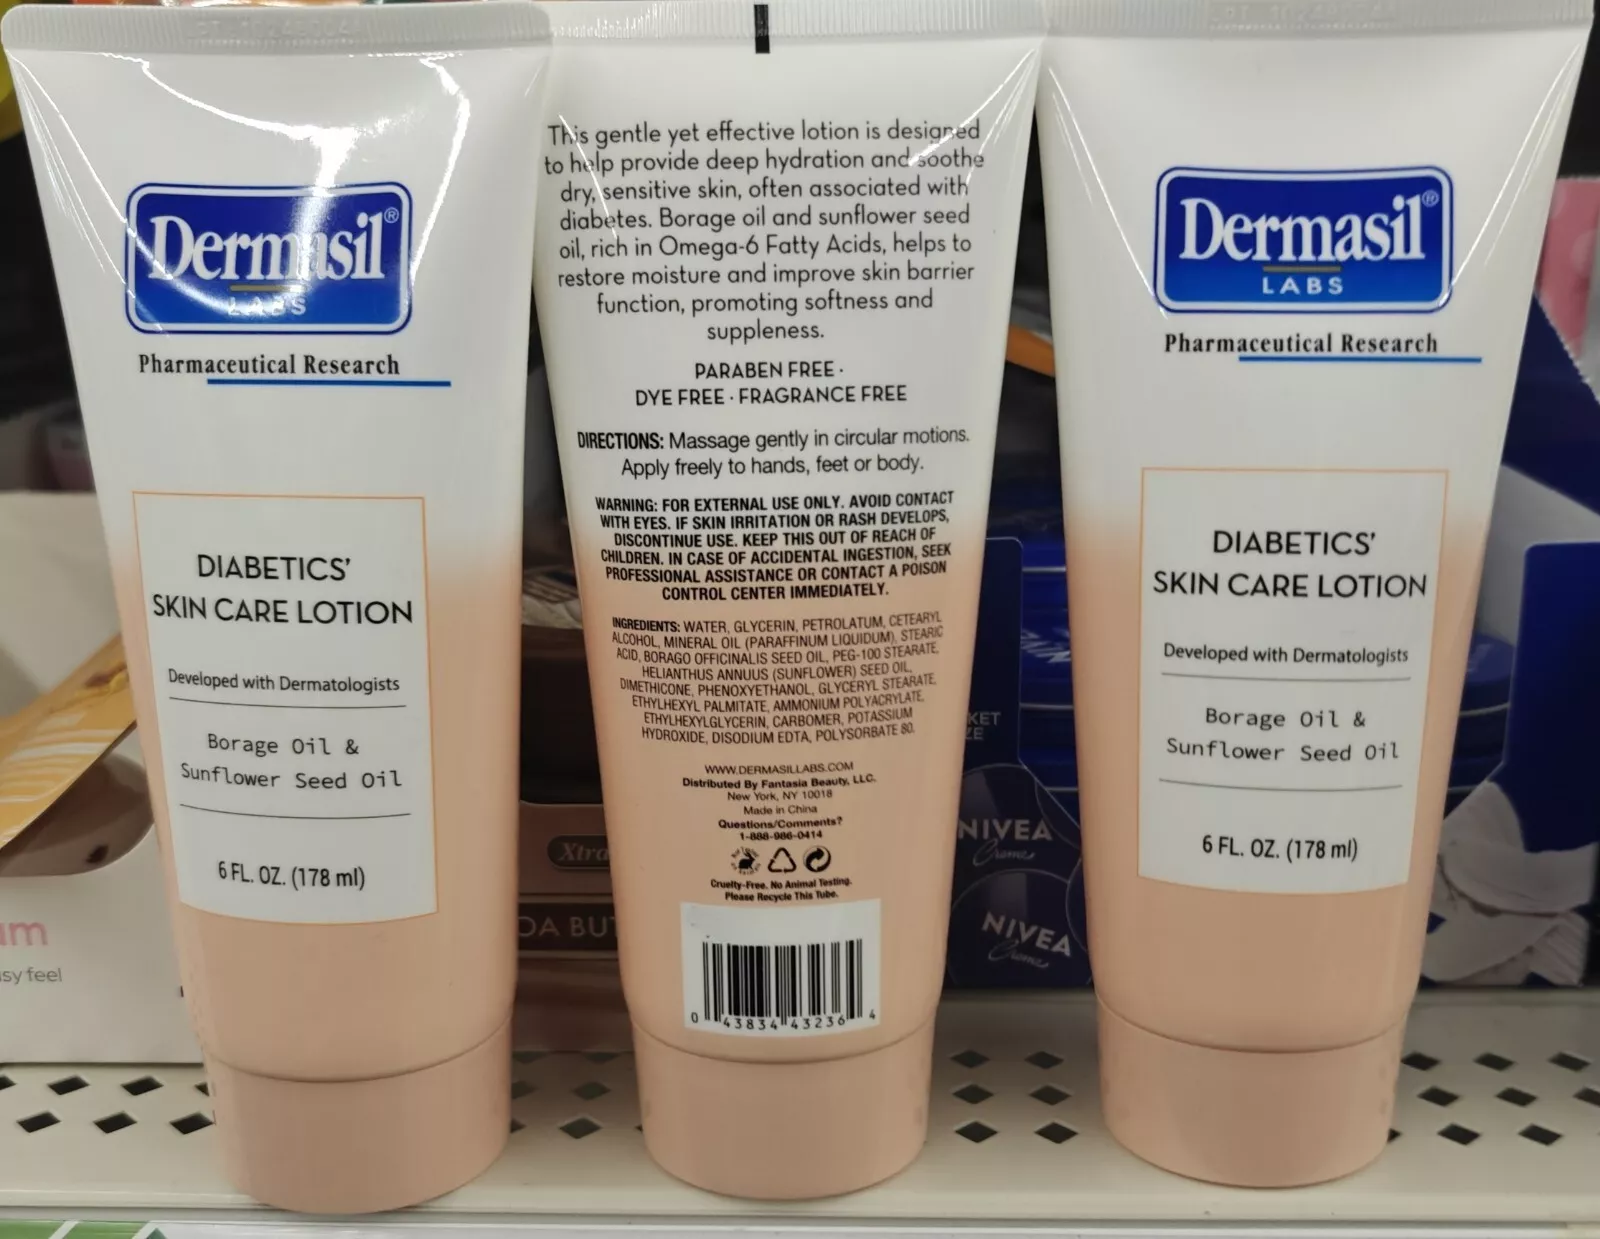 Dermasil®
LABS
Pharmaceutical Research
DIABETICS'
SKIN CARE LOTION
Developed with Dermatologists
Borage Oil &
Sunflower Seed Oil
6 FL. OZ. (178 ml)
This gentle yet effective lotion is designed
to help provide deep hydration and soothe
dry, sensitive skin, often associated with
diabetes. Borage oil and sunflower seed
oil, rich in Omega-6 Fatty Acids, helps to
restore moisture and improve skin barrier
function, promoting softness and
suppleness.
PARABEN FREE ·
DYE FREE · FRAGRANCE FREE
DIRECTIONS: Massage gently in circular motions.
Apply freely to hands, feet or body.
WARNING: FOR EXTERNAL USE ONLY. AVOID CONTACT
WITH EYES. IF SKIN IRRITATION OR RASH DEVELOPS,
DISCONTINUE USE. KEEP THIS OUT OF REACH OF
CHILDREN. IN CASE OF ACCIDENTAL INGESTION, SEEK
PROFESSIONAL ASSISTANCE OR CONTACT A POISON
CONTROL CENTER IMMEDIATELY.
INGREDIENTS: WATER, GLYCERIN, PETROLATUM, CETEARYL
ALCOHOL, MINERAL OIL (PARAFFINUM LIQUIDUM), STEARIC
ACID, BORAGO OFFICINALIS SEED OIL, PEG-100 STEARATE,
HELIANTHUS ANNUUS (SUNFLOWER) SEED OIL,
DIMETHICONE, PHENOXYETHANOL, GLYCERYL STEARATE,
ETHYLHEXYL PALMITATE, AMMONIUM POLYACRYLATE,
ETHYLHEXYLGLYCERIN, CARBOMER, POTASSIUM
HYDROXIDE, DISODIUM EDTA, POLYSORBATE 80.
WWW.DERMASILLABS.COM
Distributed By Fantasia Beauty, LLC.
New York, NY 10018
Made in China
Questions/Comments?
1-888-986-0414
Cruelty-Free. No Animal Testing.
Please Recycle This Tube.
0 43834 43236 4
Dermasil®
LABS
Pharmaceutical Research
DIABETICS'
SKIN CARE LOTION
Developed with Dermatologists
Borage Oil &
Sunflower Seed Oil
6 FL. OZ. (178 ml)
Xtra
NIVEA
Creme
NIVEA
Creme
feel